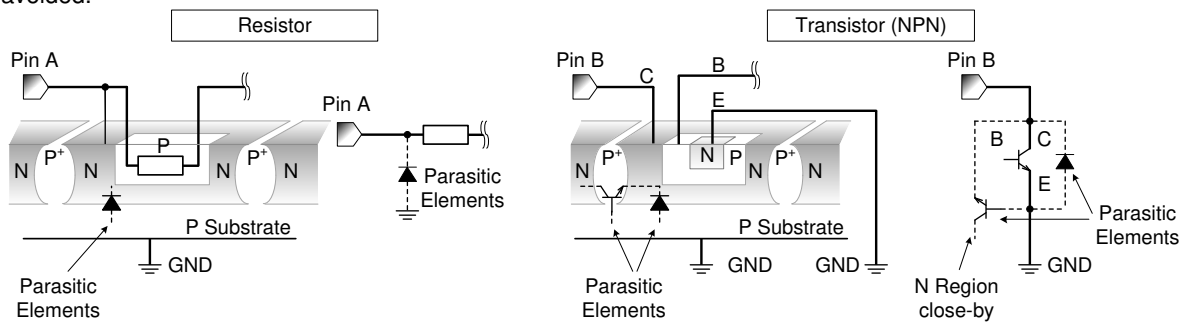 avoided.
Resistor
Transistor (NPN)
Pin A
Pin A
P
N
P+
N
N
P+
N
Parasitic
Elements
P Substrate
GND
Parasitic
Elements
Pin B
C
B
E
N
P+
N
N
P
N
P+
N
P Substrate
GND
GND
Parasitic
Elements
Pin B
B
C
E
Parasitic
Elements
GND
N Region
close-by